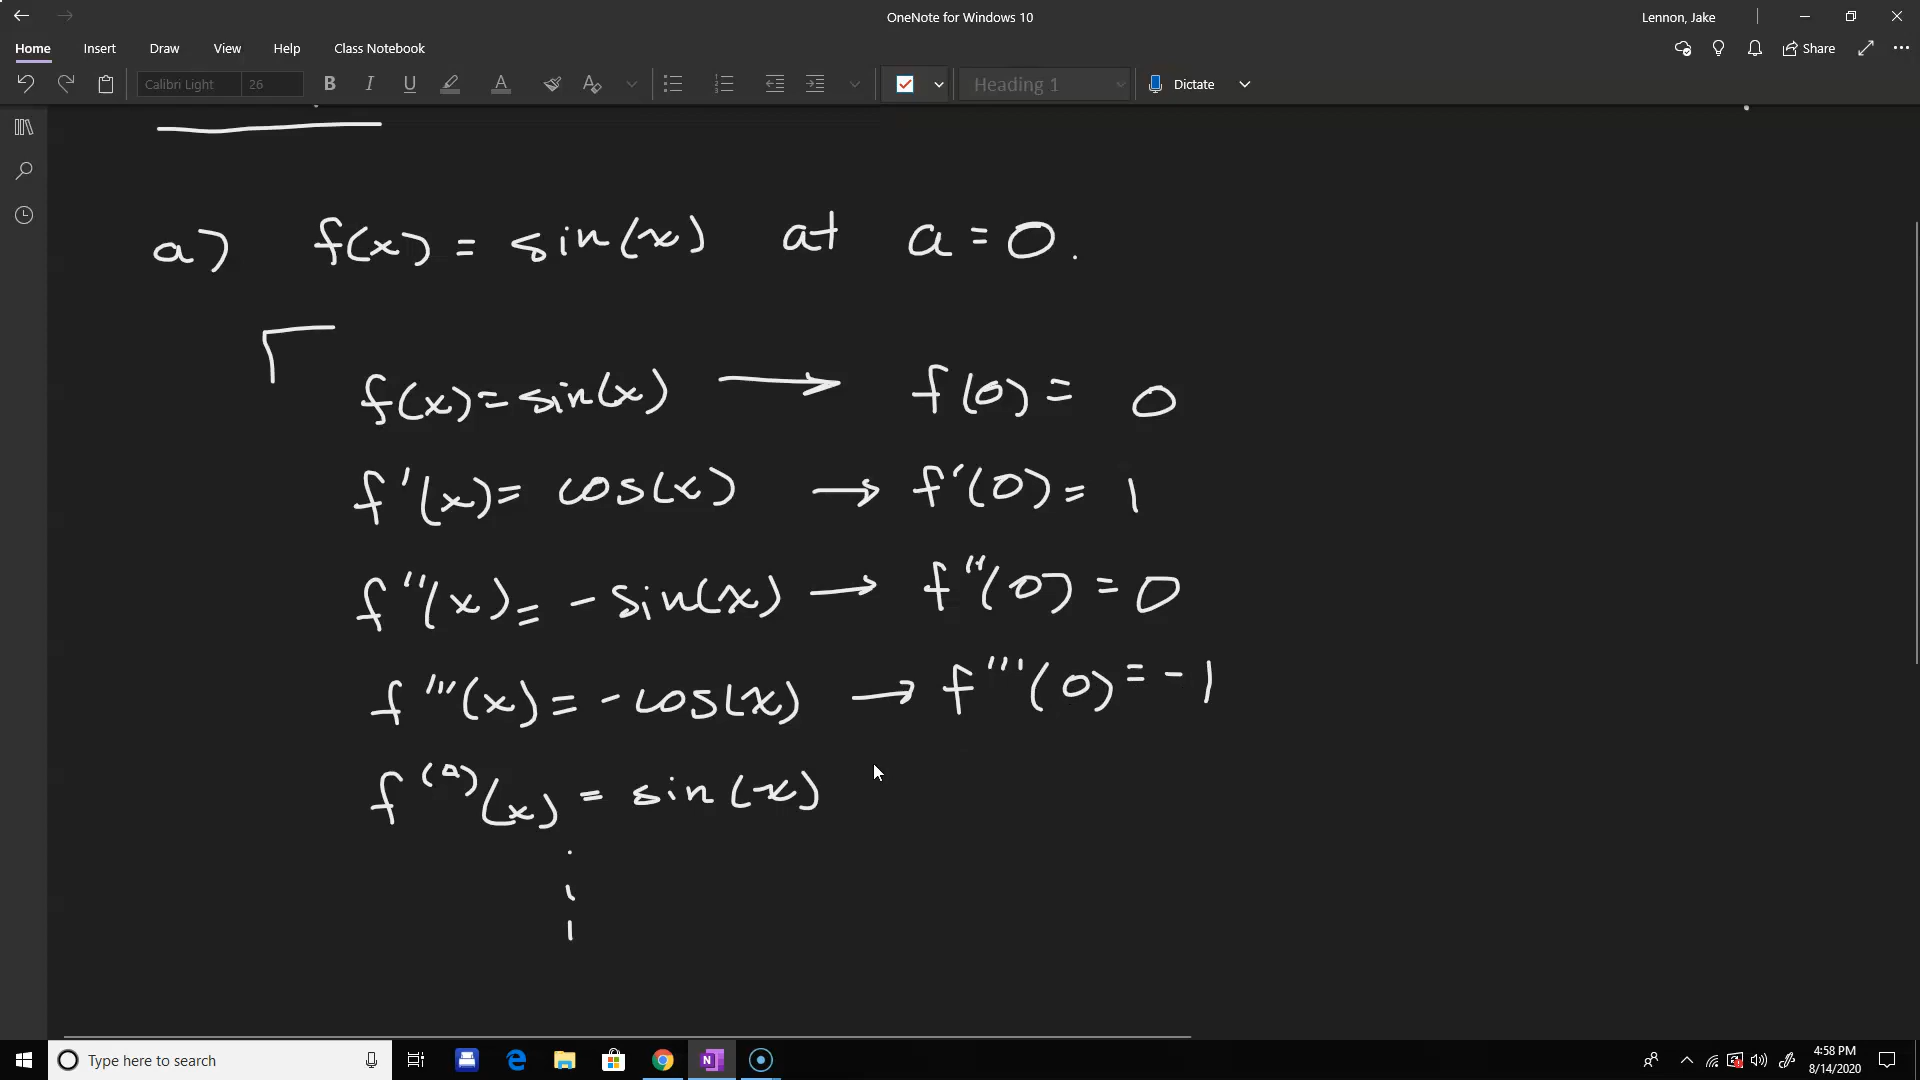 OneNote for Windows 10
Lennon, Jake
Home Insert Draw View Help Class Notebook
Share
Calibri Light 26 B I U A Heading 1 Dictate
a) f(x) = sin(x) at a = 0.
f(x) = sin(x) → f(0) = 0
f'(x) = cos(x) → f'(0) = 1
f''(x) = - sin(x) → f''(0) = 0
f'''(x) = - cos(x) → f'''(0) = - 1
f⁽⁴⁾(x) = sin(x)
Type here to search
4:58 PM
8/14/2020